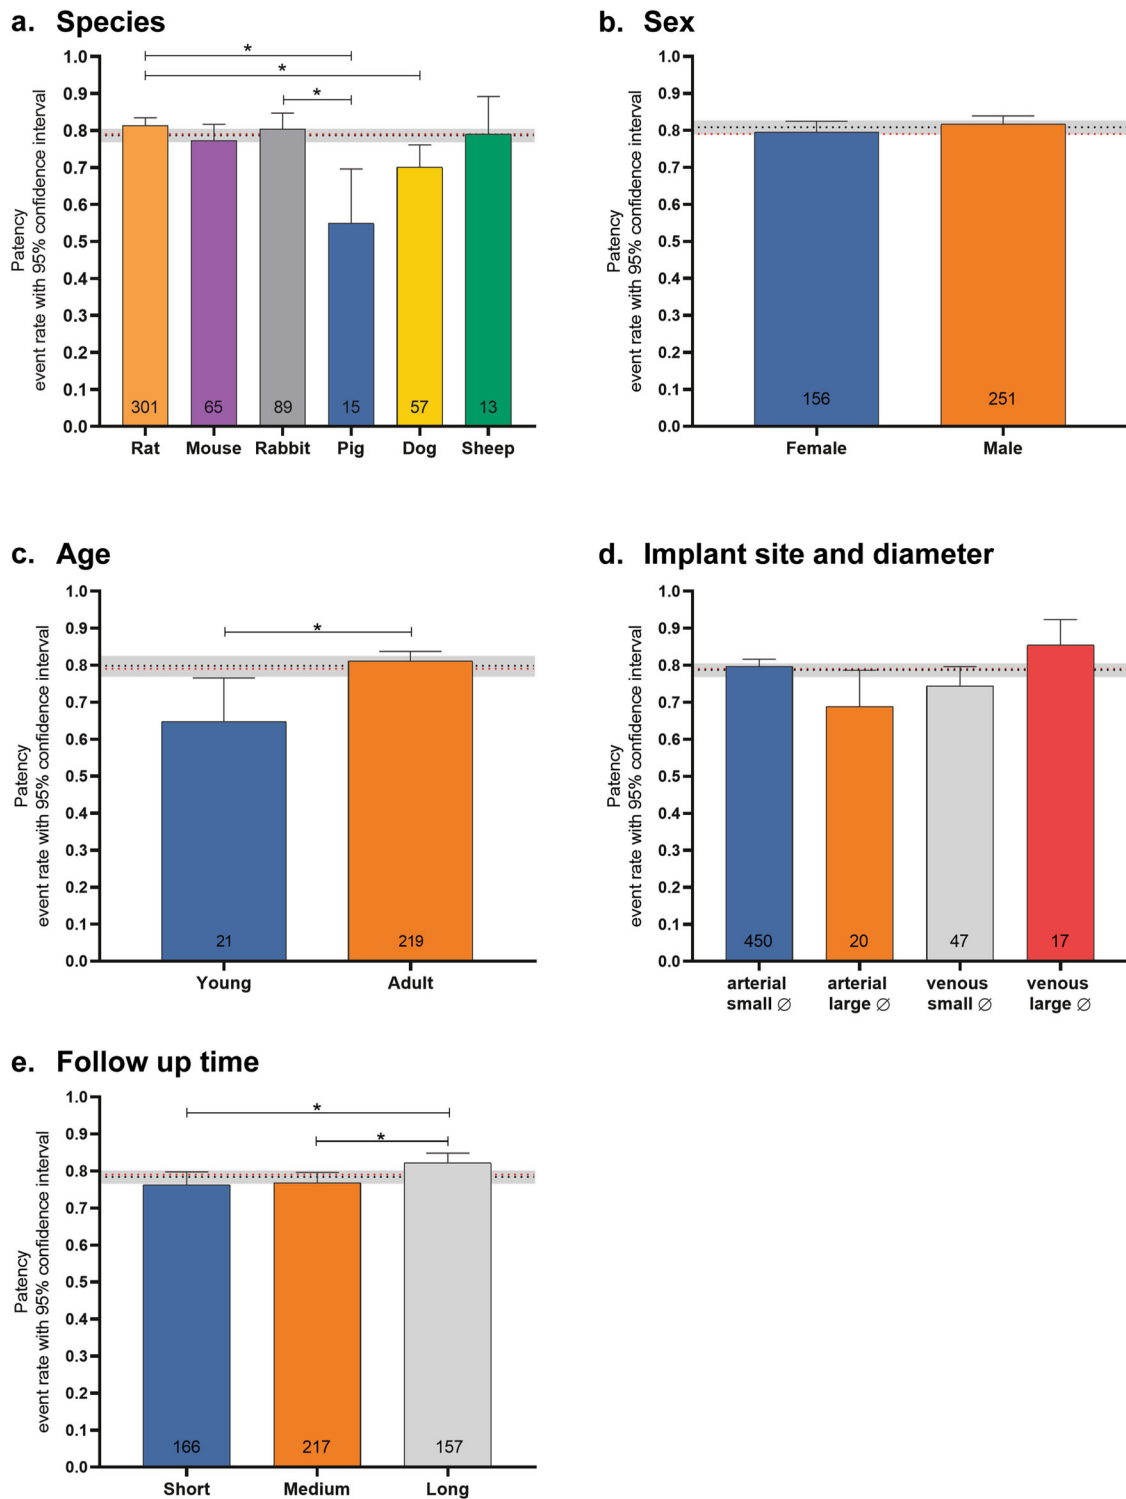 a. Species
*
*
*
1.0
0.9
0.8
0.7
0.6
0.5
0.4
0.3
0.2
0.1
0.0
Patency
event rate with 95% confidence interval
301 65 89 15 57 13
Rat Mouse Rabbit Pig Dog Sheep
b. Sex
1.0
0.9
0.8
0.7
0.6
0.5
0.4
0.3
0.2
0.1
0.0
Patency
event rate with 95% confidence interval
156 251
Female Male
c. Age
*
1.0
0.9
0.8
0.7
0.6
0.5
0.4
0.3
0.2
0.1
0.0
Patency
event rate with 95% confidence interval
21 219
Young Adult
d. Implant site and diameter
1.0
0.9
0.8
0.7
0.6
0.5
0.4
0.3
0.2
0.1
0.0
Patency
event rate with 95% confidence interval
450 20 47 17
arterial arterial venous venous
small ∅ large ∅ small ∅ large ∅
e. Follow up time
*
*
1.0
0.9
0.8
0.7
0.6
0.5
0.4
0.3
0.2
0.1
0.0
Patency
event rate with 95% confidence interval
166 217 157
Short Medium Long